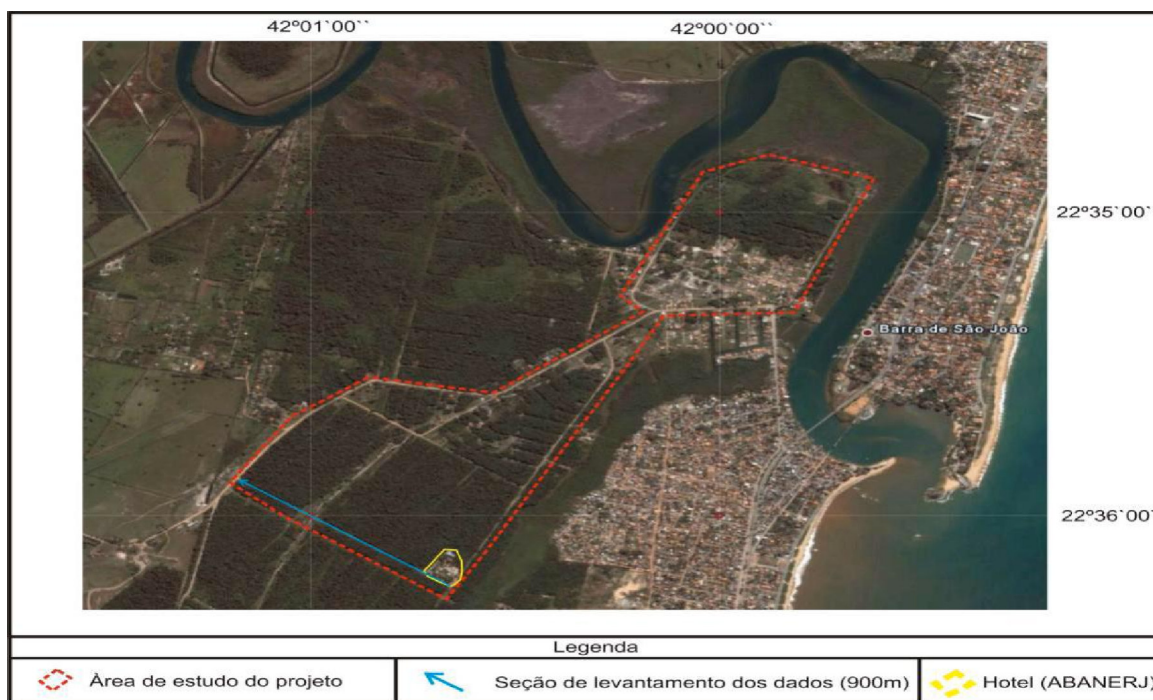 42º01`00`` 42º00`00``
22º35`00``
Barra de São João
22º36`00``
Legenda
Àrea de estudo do projeto
Seção de levantamento dos dados (900m)
Hotel (ABANERJ)